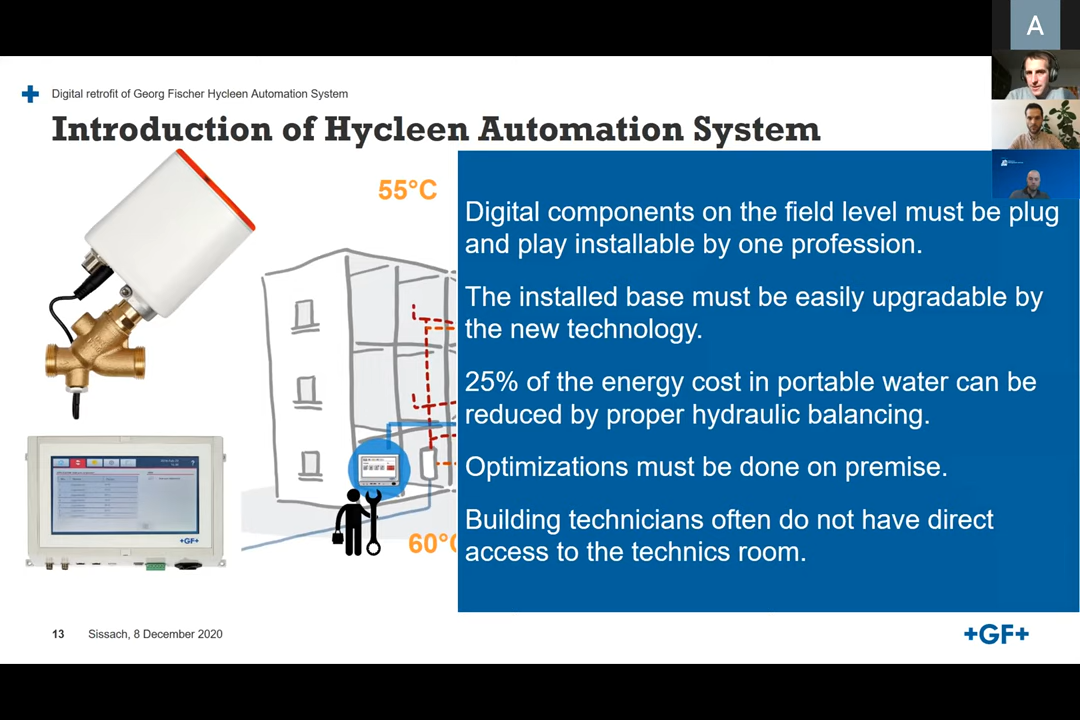 A
Digital retrofit of Georg Fischer Hycleen Automation System
Introduction of Hycleen Automation System
55°C
Digital components on the field level must be plug
and play installable by one profession.
The installed base must be easily upgradable by
the new technology.
25% of the energy cost in portable water can be
reduced by proper hydraulic balancing.
Optimizations must be done on premise.
Building technicians often do not have direct
access to the technics room.
+GF+
60°
13 Sissach, 8 December 2020
+GF+